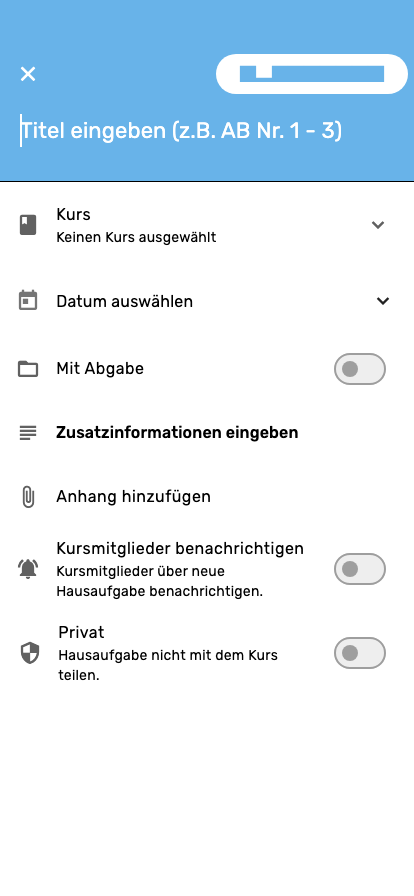 Titel eingeben (z.B. AB Nr. 1 - 3)
Kurs
Keinen Kurs ausgewählt
Datum auswählen
Mit Abgabe
Zusatzinformationen eingeben
Anhang hinzufügen
Kursmitglieder benachrichtigen
Kursmitglieder über neue
Hausaufgabe benachrichtigen.
Privat
Hausaufgabe nicht mit dem Kurs
teilen.